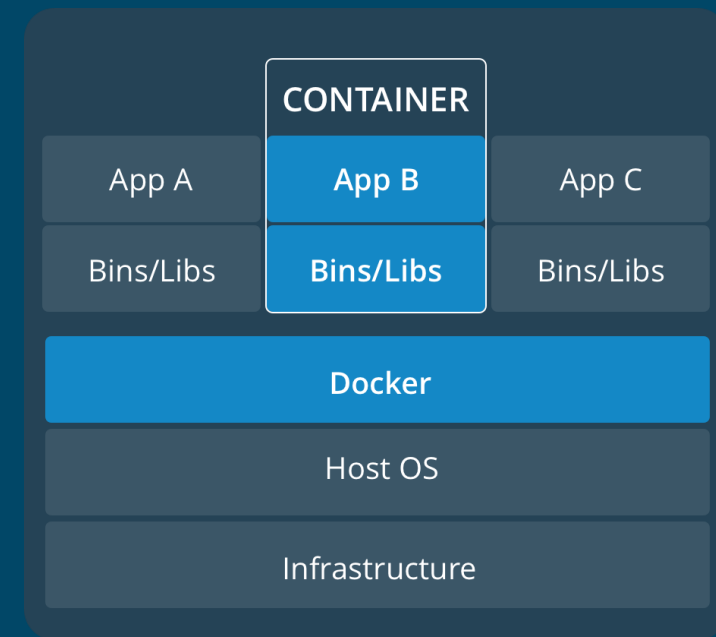 CONTAINER
App A
App B
App C
Bins/Libs
Bins/Libs
Bins/Libs
Docker
Host OS
Infrastructure